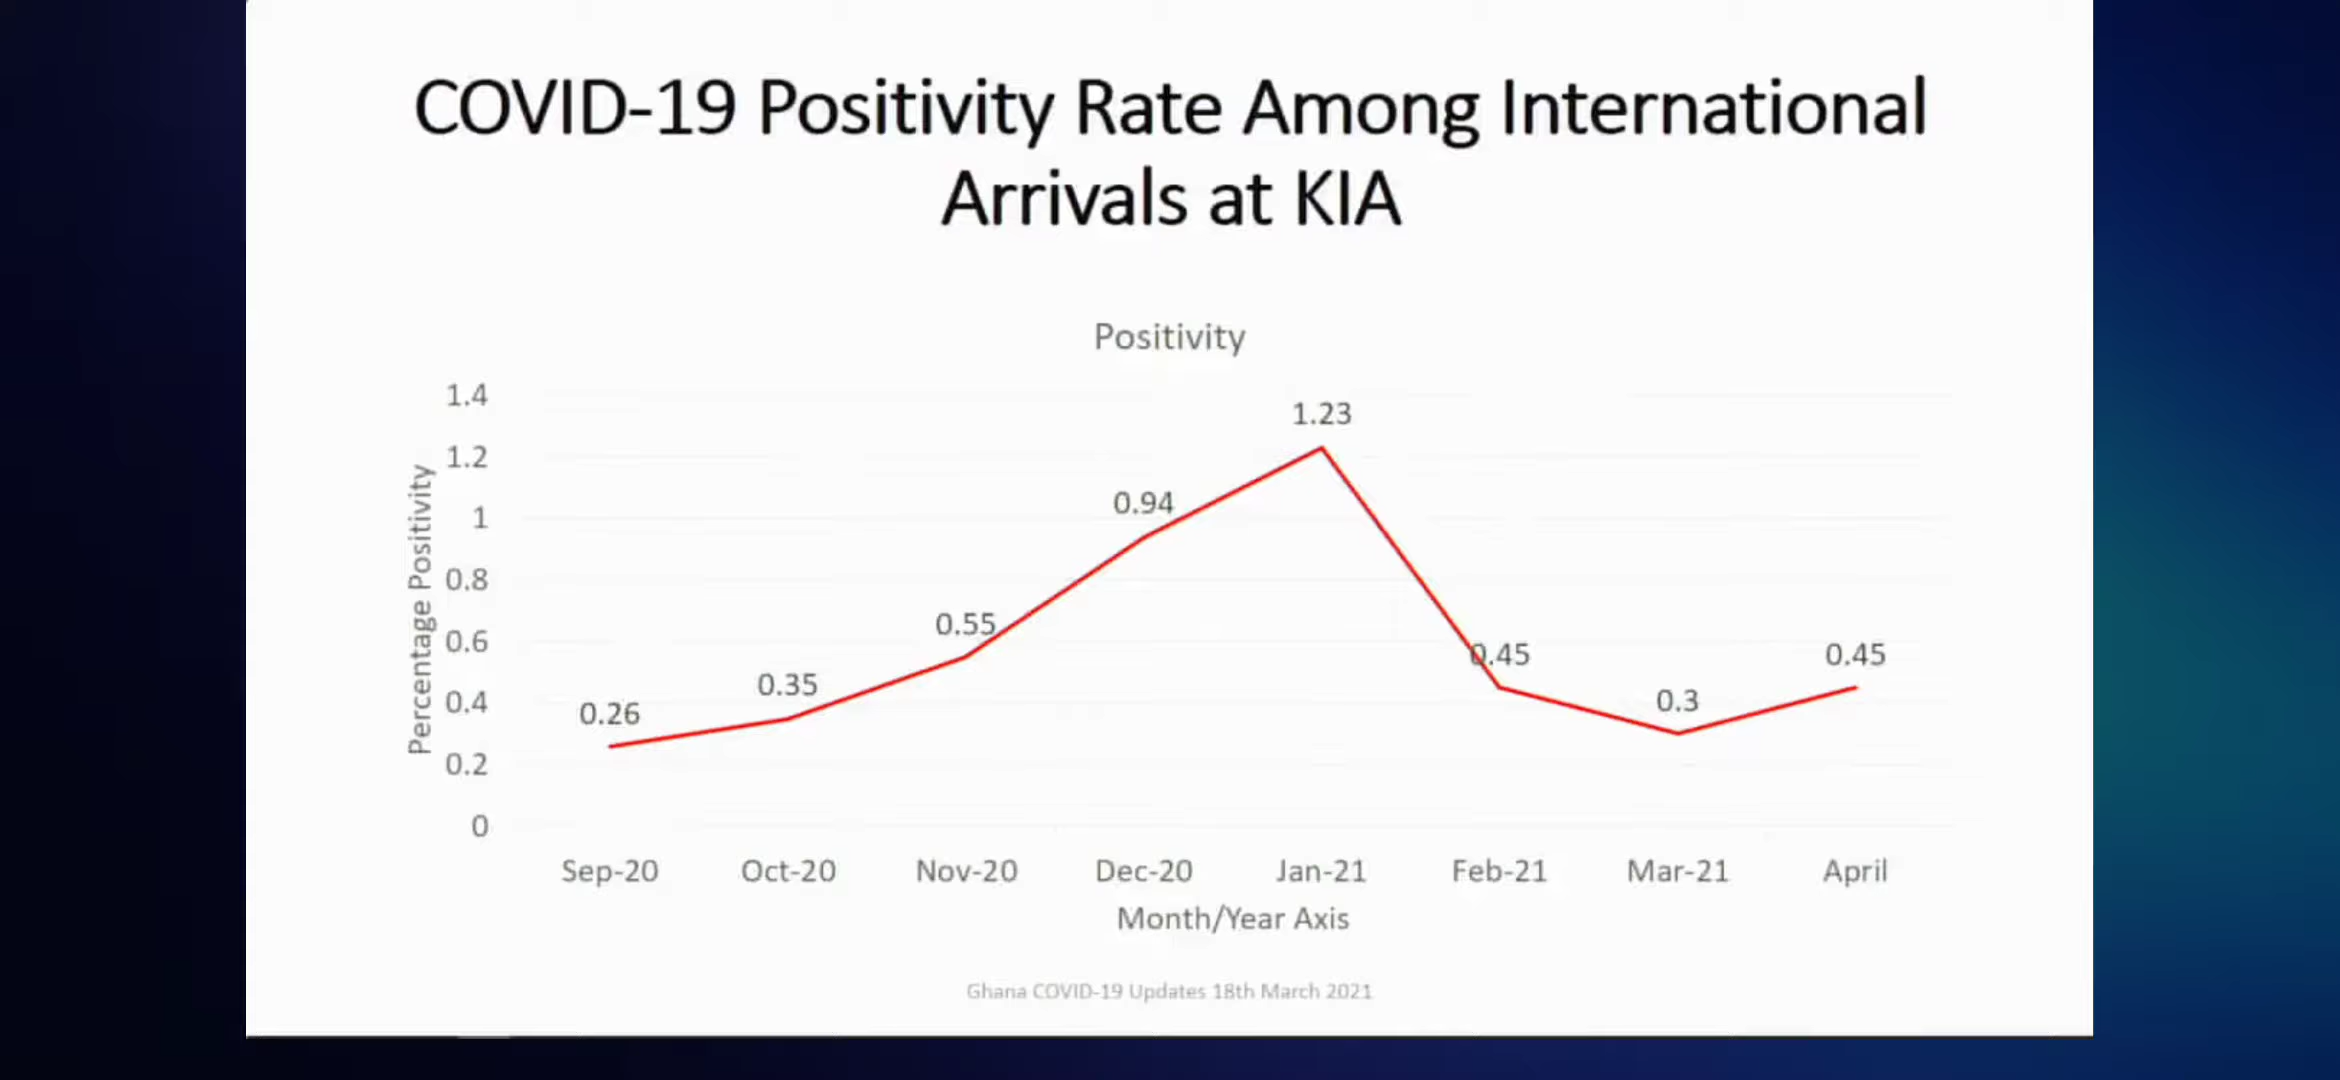 COVID-19 Positivity Rate Among International
Arrivals at KIA
Positivity
1.4
1.2
1
0.8
0.6
0.4
0.2
0
Percentage Positivity
0.26
0.35
0.55
0.94
1.23
0.45
0.3
0.45
Sep-20 Oct-20 Nov-20 Dec-20 Jan-21 Feb-21 Mar-21 April
Month/Year Axis
Ghana COVID-19 Updates 18th March 2021